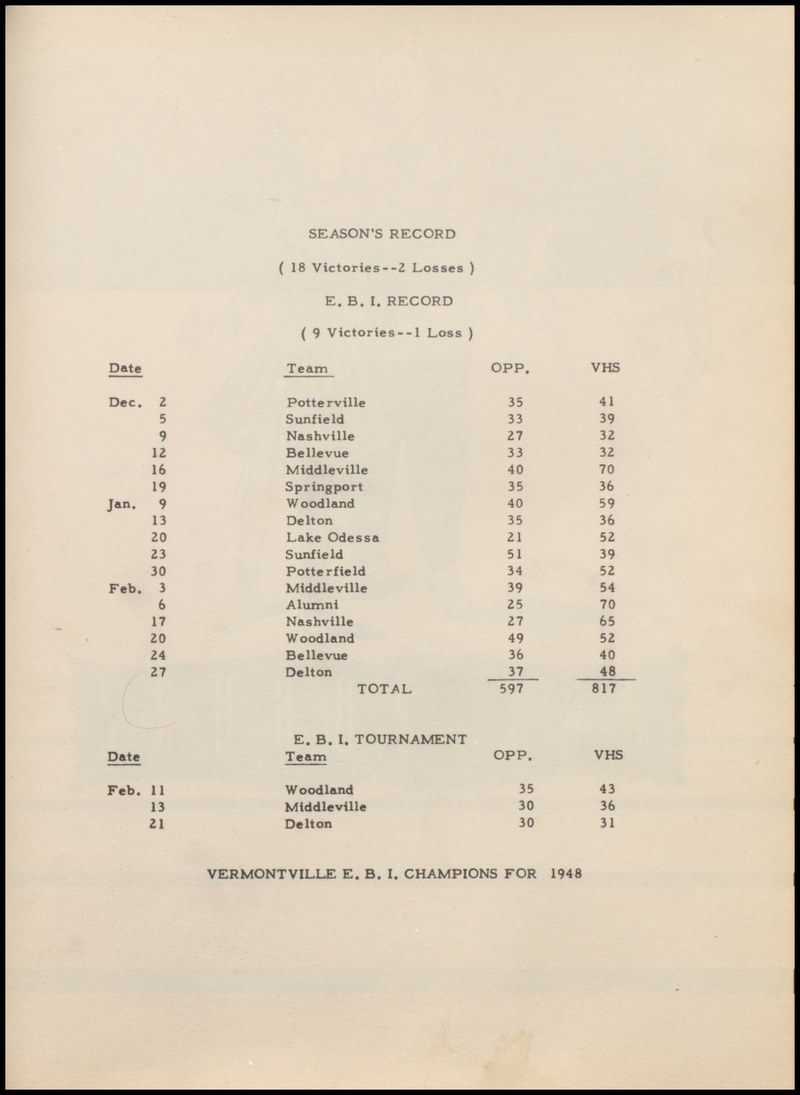 SEASON'S RECORD
( 18 Victories--2 Losses )
E. B. I. RECORD
( 9 Victories--1 Loss )
Date Team OPP. VHS
Dec. 2 Potterville 35 41
5 Sunfield 33 39
9 Nashville 27 32
12 Bellevue 33 32
16 Middleville 40 70
19 Springport 35 36
Jan. 9 Woodland 40 59
13 Delton 35 36
20 Lake Odessa 21 52
23 Sunfield 51 39
30 Potterfield 34 52
Feb. 3 Middleville 39 54
6 Alumni 25 70
17 Nashville 27 65
20 Woodland 49 52
24 Bellevue 36 40
27 Delton 37 48
TOTAL 597 817
E. B. I. TOURNAMENT
Date Team OPP. VHS
Feb. 11 Woodland 35 43
13 Middleville 30 36
21 Delton 30 31
VERMONTVILLE E. B. I. CHAMPIONS FOR 1948